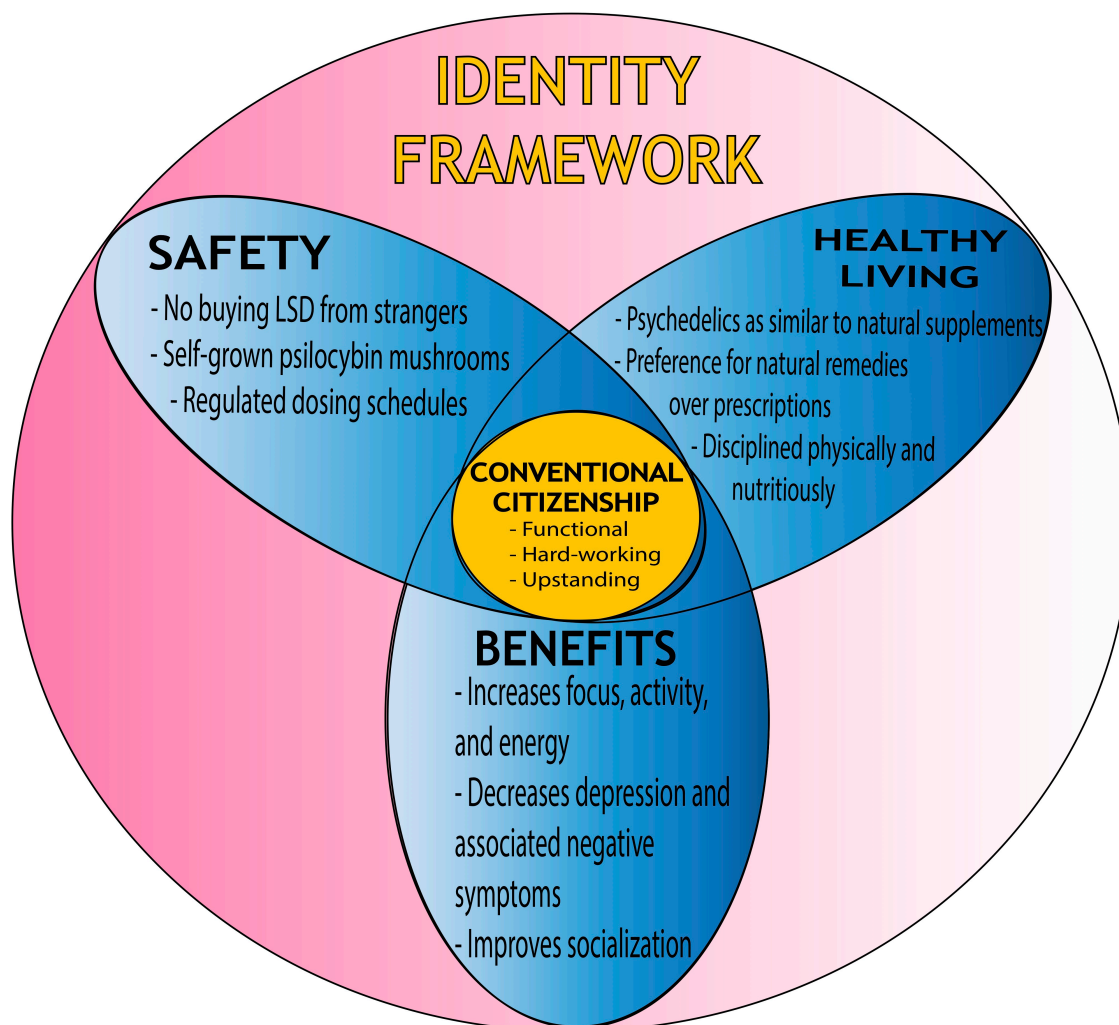 IDENTITY
FRAMEWORK
SAFETY
- No buying LSD from strangers
- Self-grown psilocybin mushrooms
- Regulated dosing schedules
HEALTHY
LIVING
- Psychedelics as similar to natural supplements
- Preference for natural remedies
over prescriptions
- Disciplined physically and
nutritiously
CONVENTIONAL
CITIZENSHIP
- Functional
- Hard-working
- Upstanding
BENEFITS
- Increases focus, activity,
and energy
- Decreases depression and
associated negative
symptoms
- Improves socialization